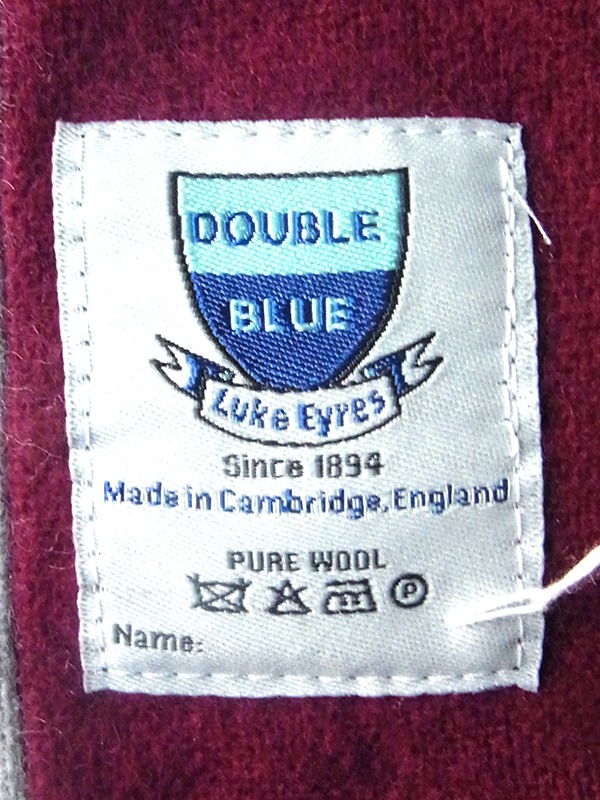 DOUBLE
BLUE
Luke Eyres
Since 1894
Made in Cambridge, England
PURE WOOL
P
Name: